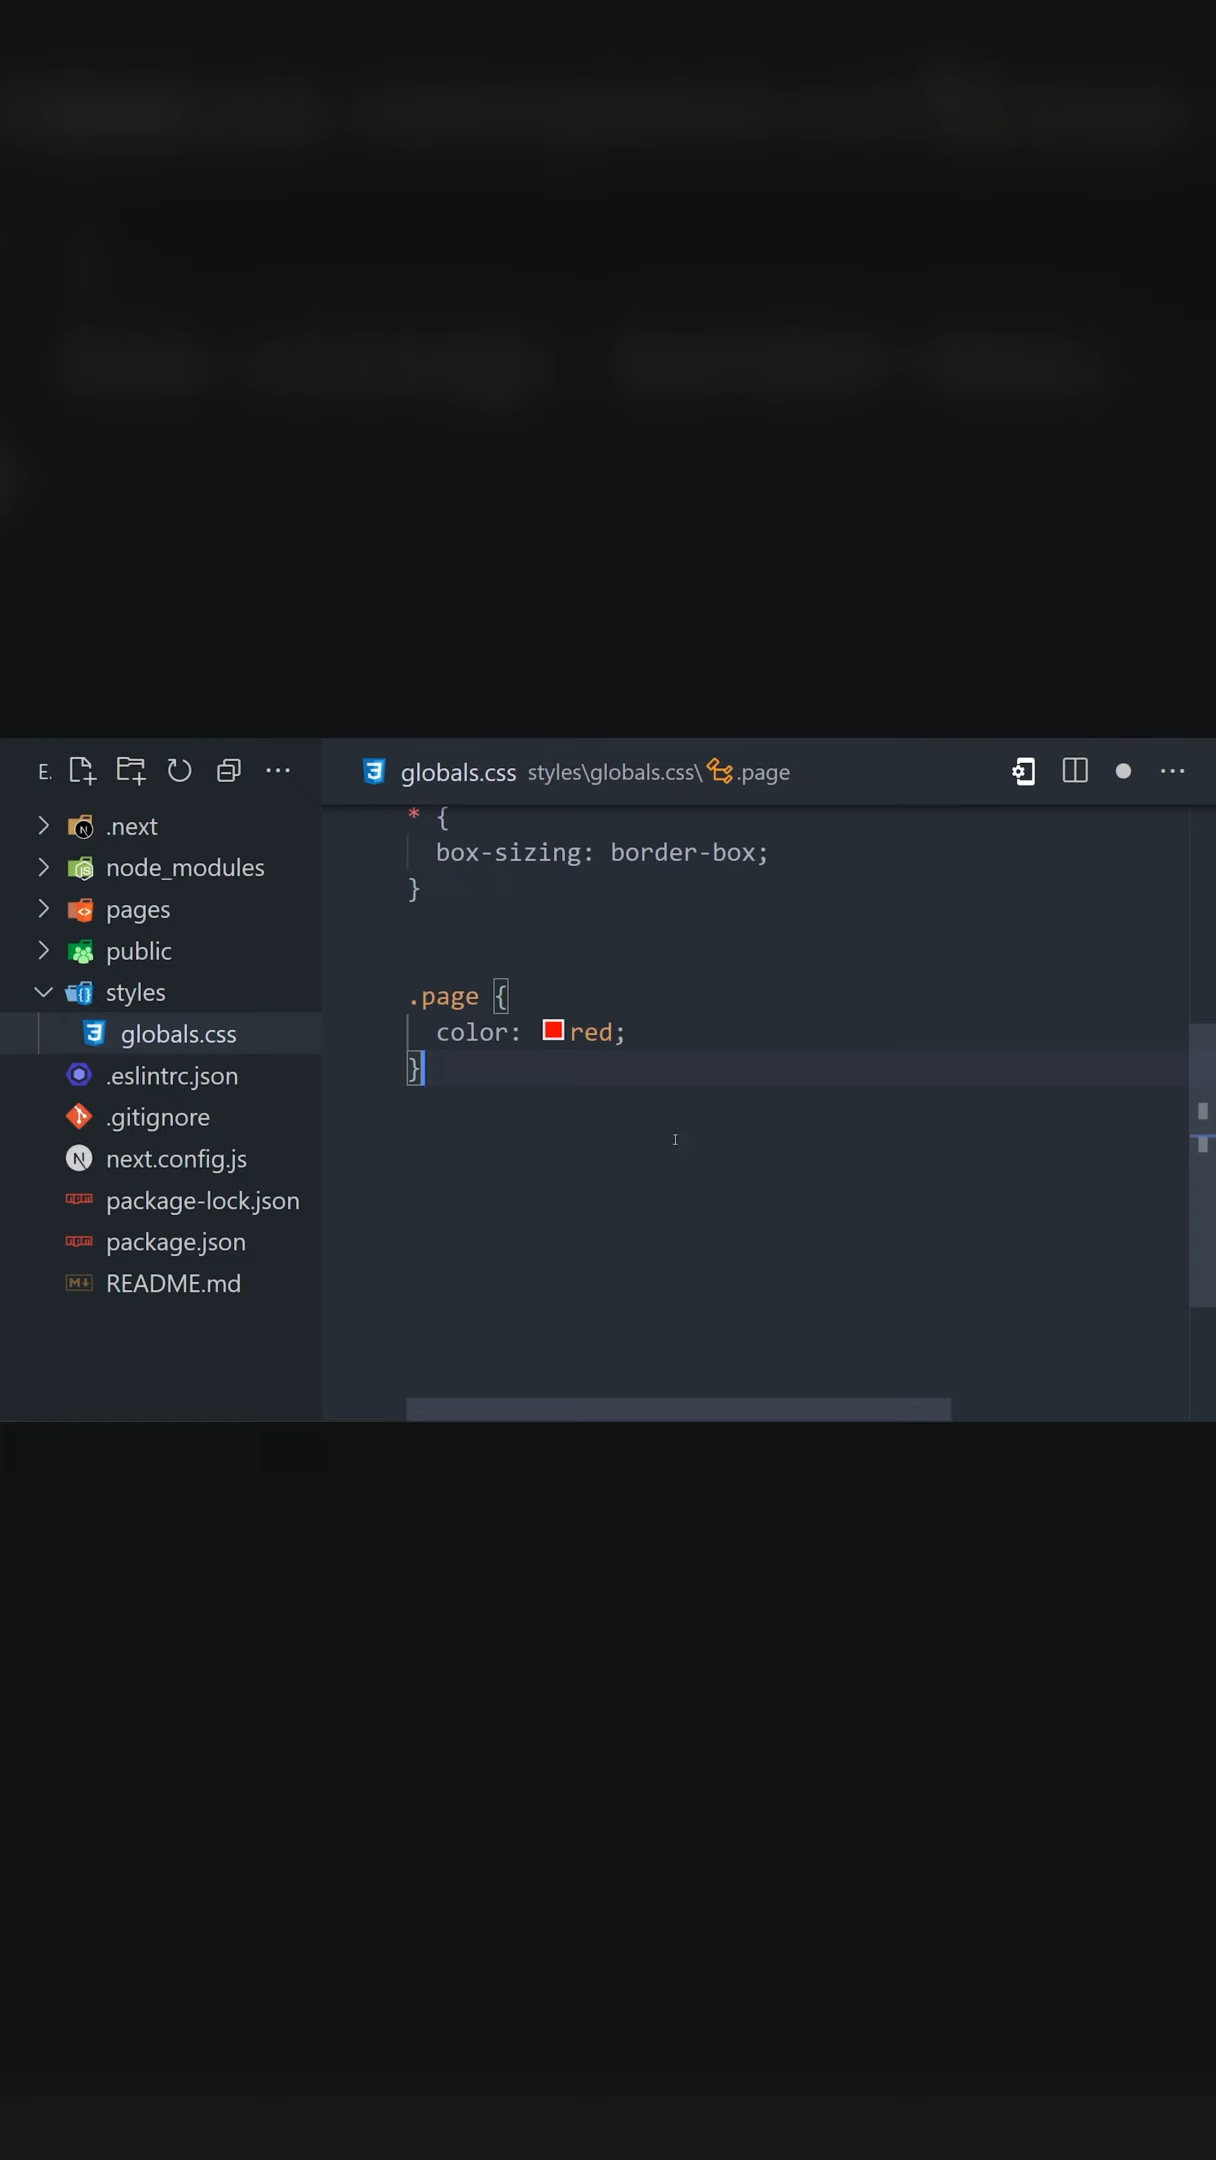 E.
globals.css styles\globals.css\ .page
.next
node_modules
pages
public
styles
globals.css
.eslintrc.json
.gitignore
next.config.js
package-lock.json
package.json
README.md
* {
box-sizing: border-box;
}
.page {
color: red;
}